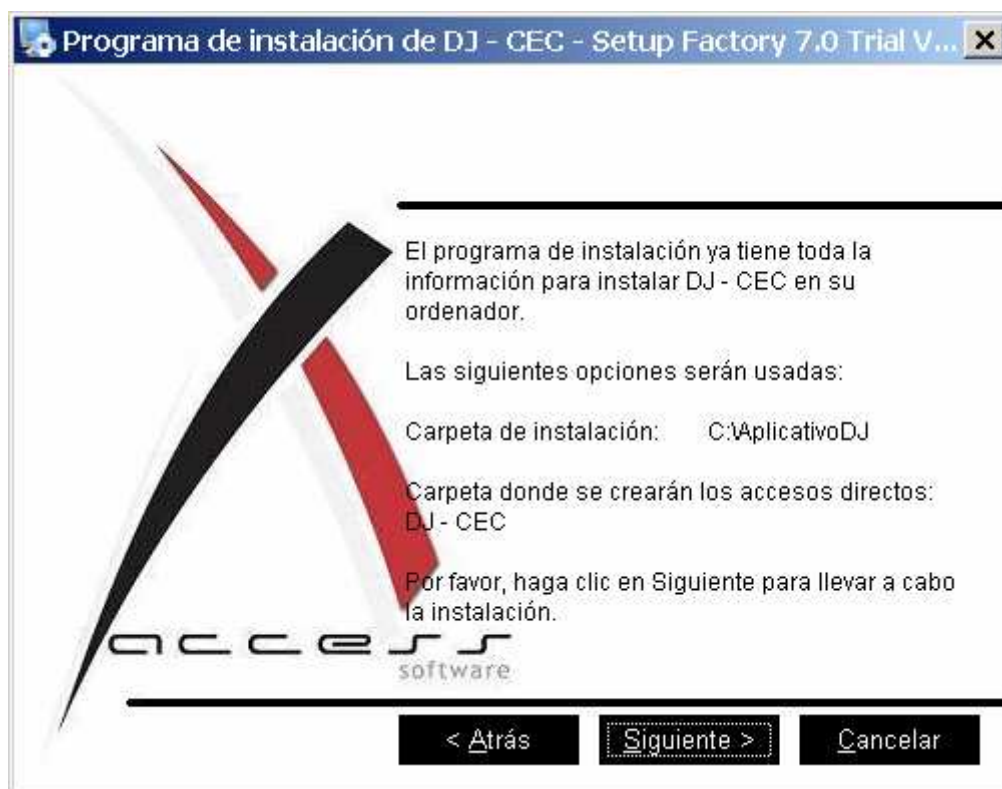 Programa de instalación de DJ - CEC - Setup Factory 7.0 Trial V...
El programa de instalación ya tiene toda la
información para instalar DJ - CEC en su
ordenador.
Las siguientes opciones serán usadas:
Carpeta de instalación: C:\AplicativoDJ
Carpeta donde se crearán los accesos directos:
DJ - CEC
Por favor, haga clic en Siguiente para llevar a cabo
la instalación.
access
software
< Atrás Siguiente > Cancelar